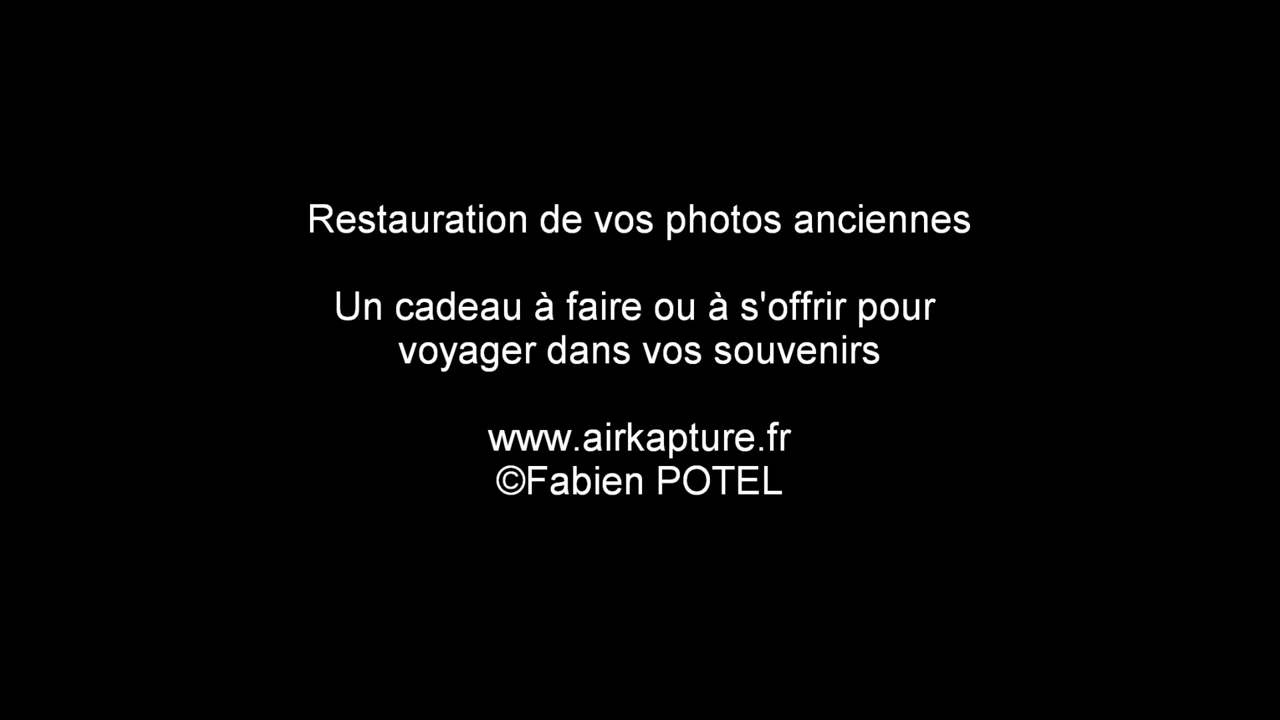 Restauration de vos photos anciennes
Un cadeau à faire ou à s'offrir pour
voyager dans vos souvenirs
www.airkapture.fr
©Fabien POTEL